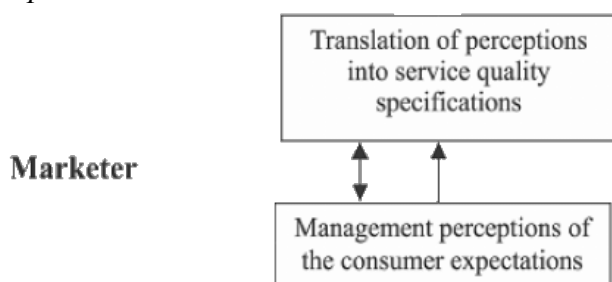 Translation of perceptions
into service quality
specifications
Marketer
Management perceptions of
the consumer expectations